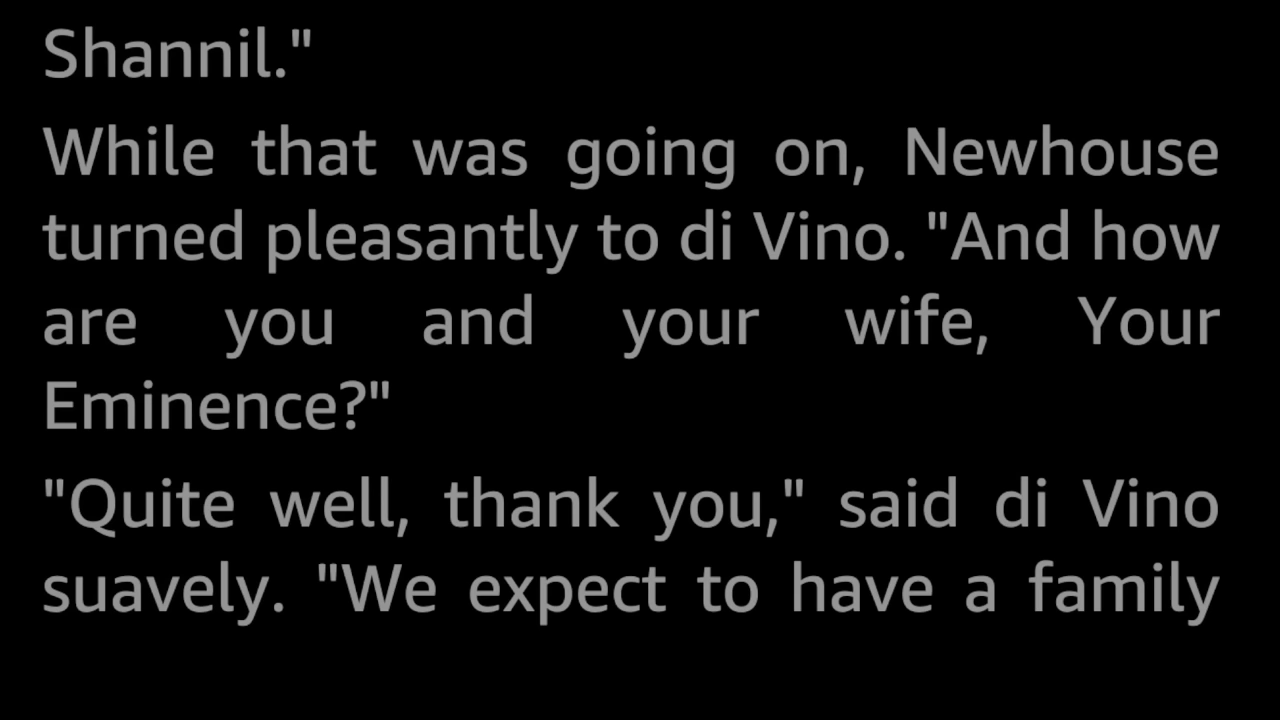 Shannil."
While that was going on, Newhouse
turned pleasantly to di Vino. "And how
are you and your wife, Your
Eminence?"
"Quite well, thank you," said di Vino
suavely. "We expect to have a family